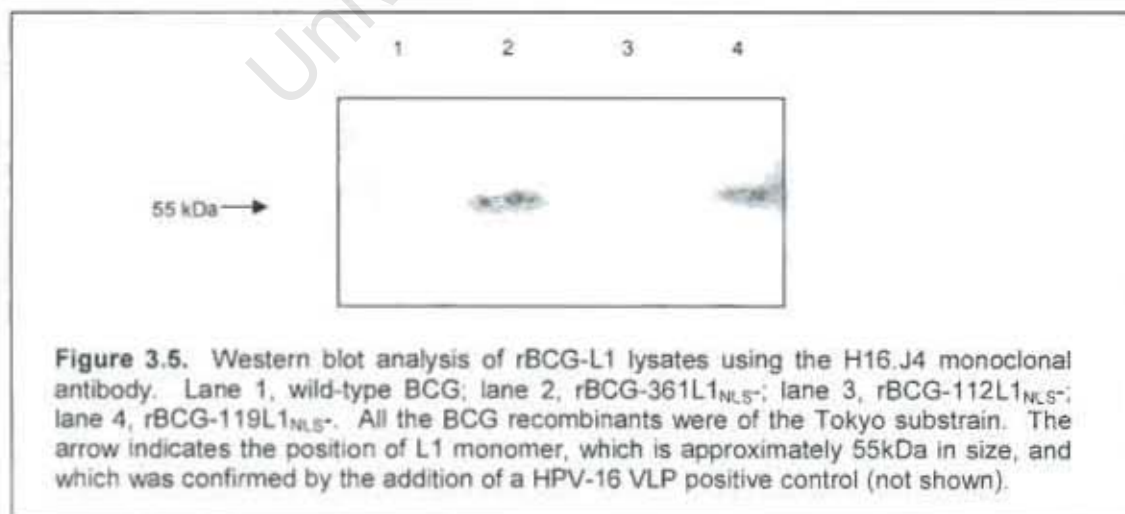 Univ
1 2 3 4
55 kDa
Figure 3.5. Western blot analysis of rBCG-L1 lysates using the H16.J4 monoclonal
antibody. Lane 1, wild-type BCG; lane 2, rBCG-361L1NLS-; lane 3, rBCG-112L1NLS-;
lane 4, rBCG-119L1NLS-. All the BCG recombinants were of the Tokyo substrain. The
arrow indicates the position of L1 monomer, which is approximately 55kDa in size, and
which was confirmed by the addition of a HPV-16 VLP positive control (not shown).